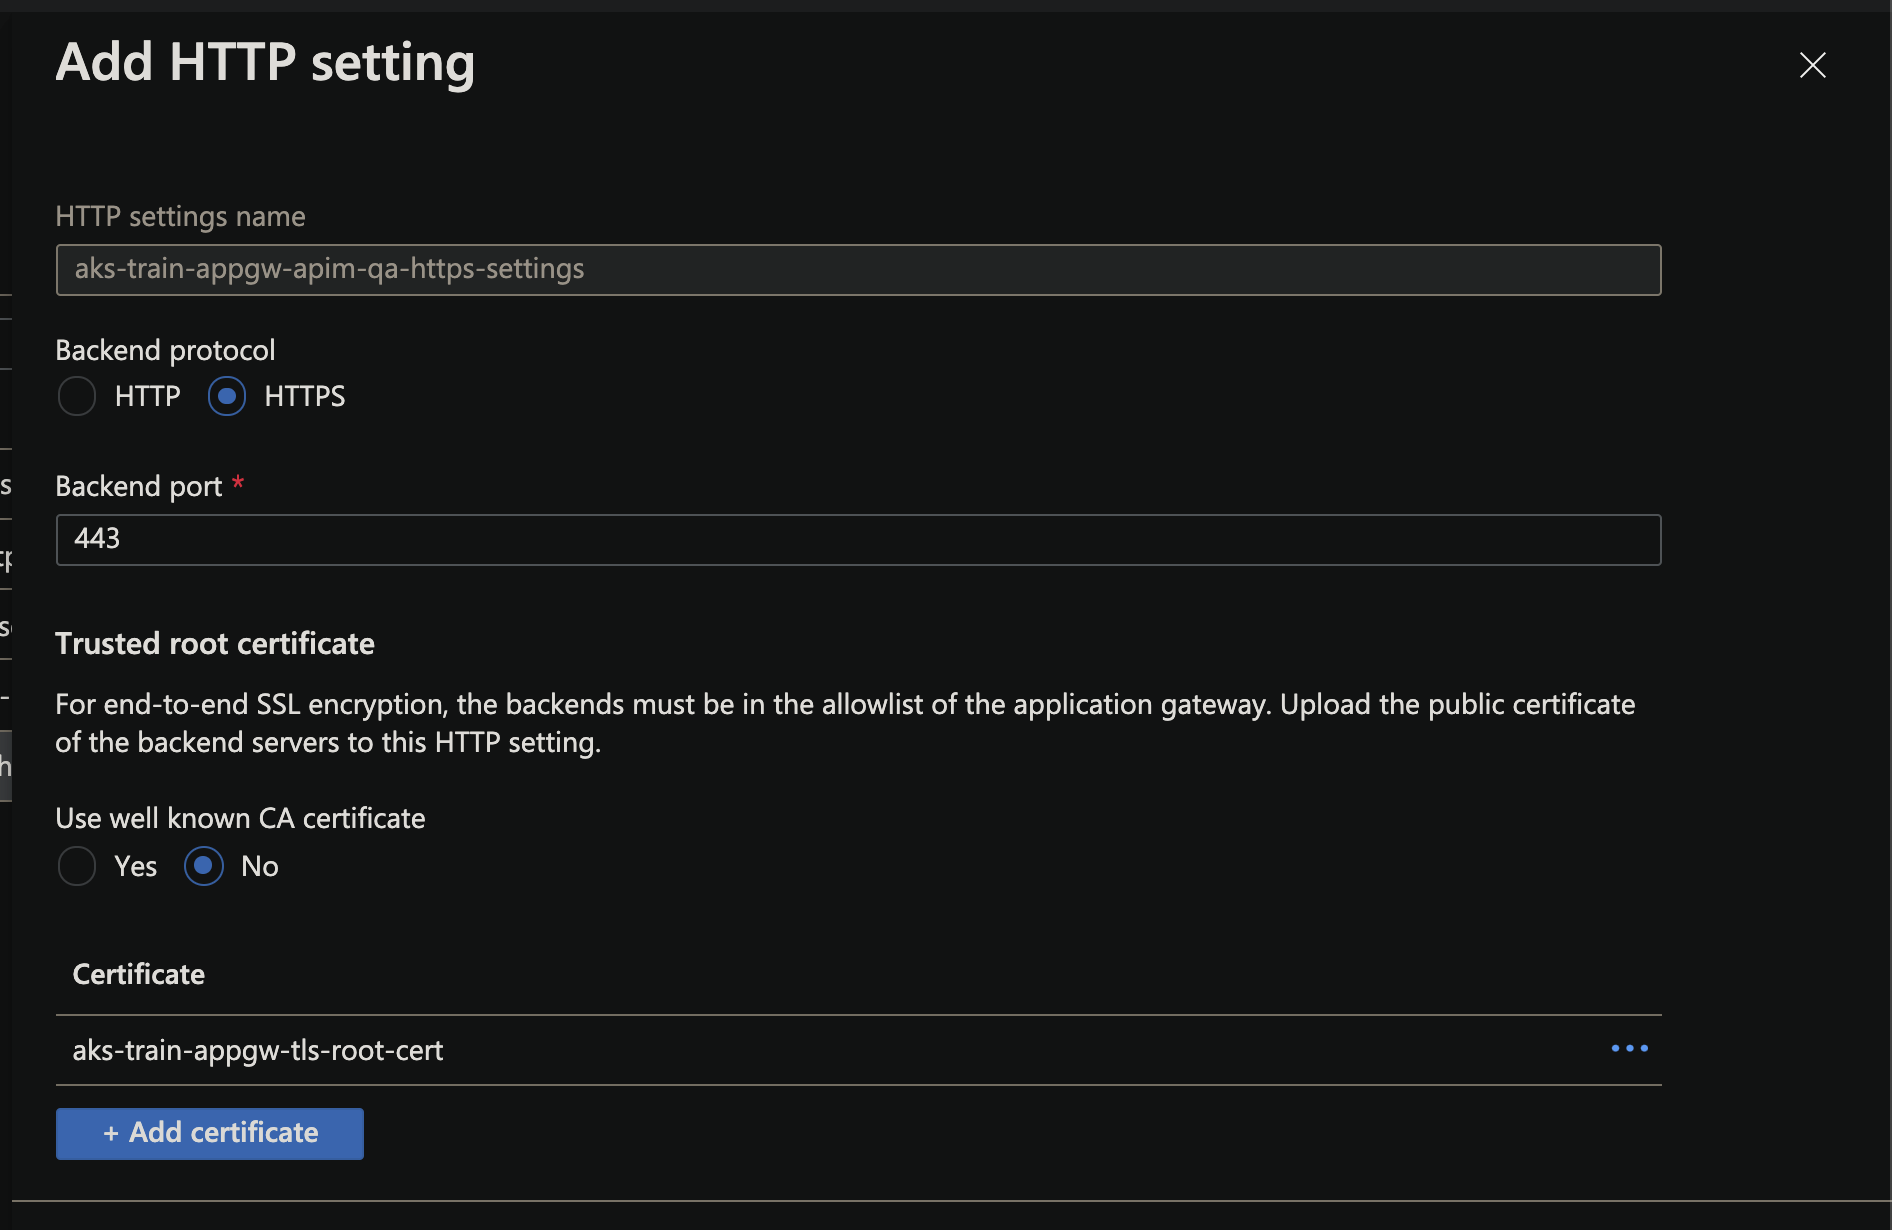 Add HTTP setting
HTTP settings name
aks-train-appgw-apim-qa-https-settings
Backend protocol
HTTP HTTPS
Backend port *
443
Trusted root certificate
For end-to-end SSL encryption, the backends must be in the allowlist of the application gateway. Upload the public certificate
of the backend servers to this HTTP setting.
Use well known CA certificate
Yes No
Certificate
aks-train-appgw-tls-root-cert
+ Add certificate